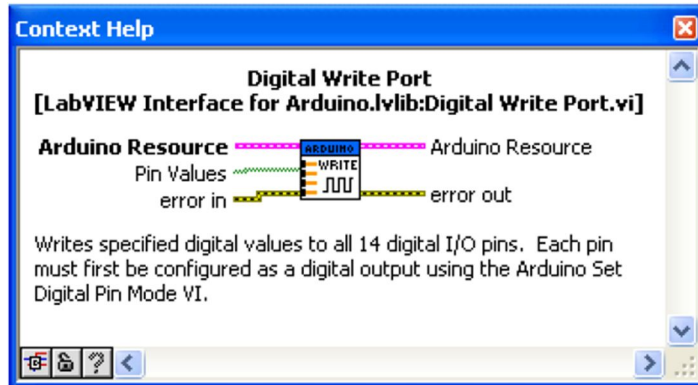 Context Help
Digital Write Port
[LabVIEW Interface for Arduino.lvlib:Digital Write Port.vi]
Arduino Resource ARDUINO Arduino Resource
Pin Values WRITE
error in error out
Writes specified digital values to all 14 digital I/O pins.  Each pin
must first be configured as a digital output using the Arduino Set
Digital Pin Mode VI.
?